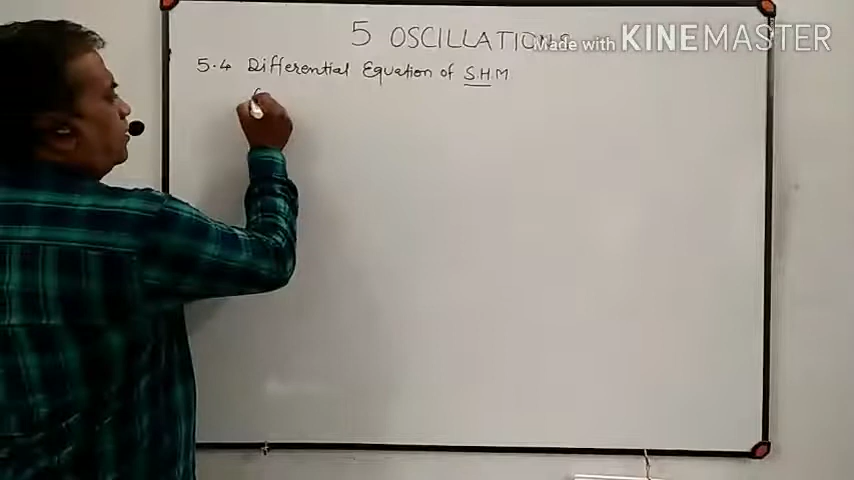 5 OSCILLATIONS
Made with KINEMASTER
5.4 Differential Equation of S.H.M